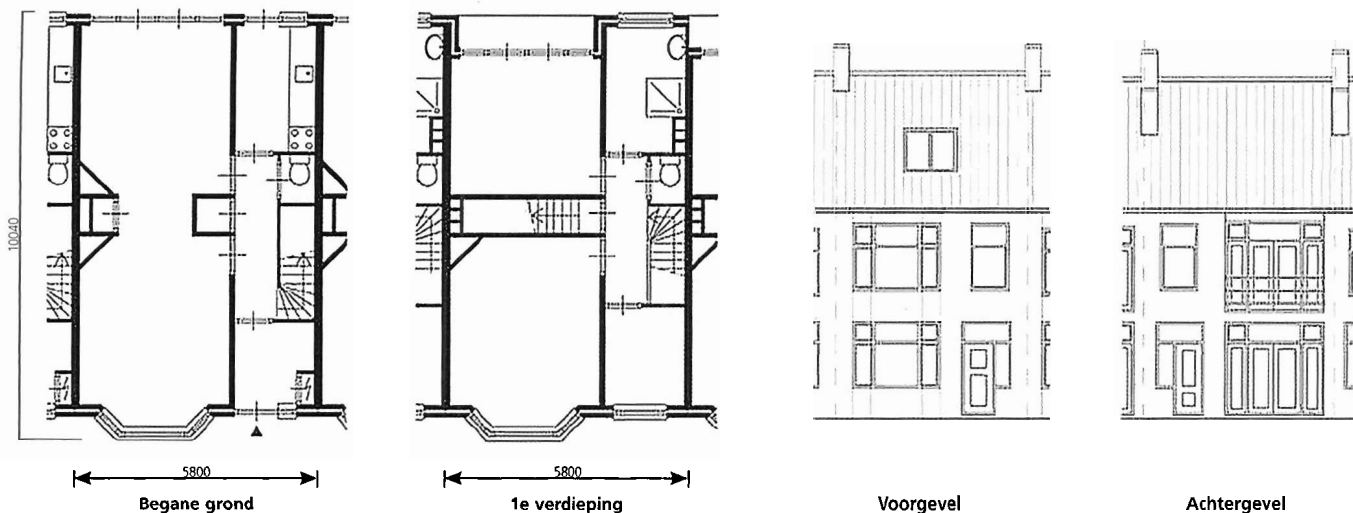 10040
5800
5800
Begane grond
1e verdieping
Voorgevel
Achtergevel